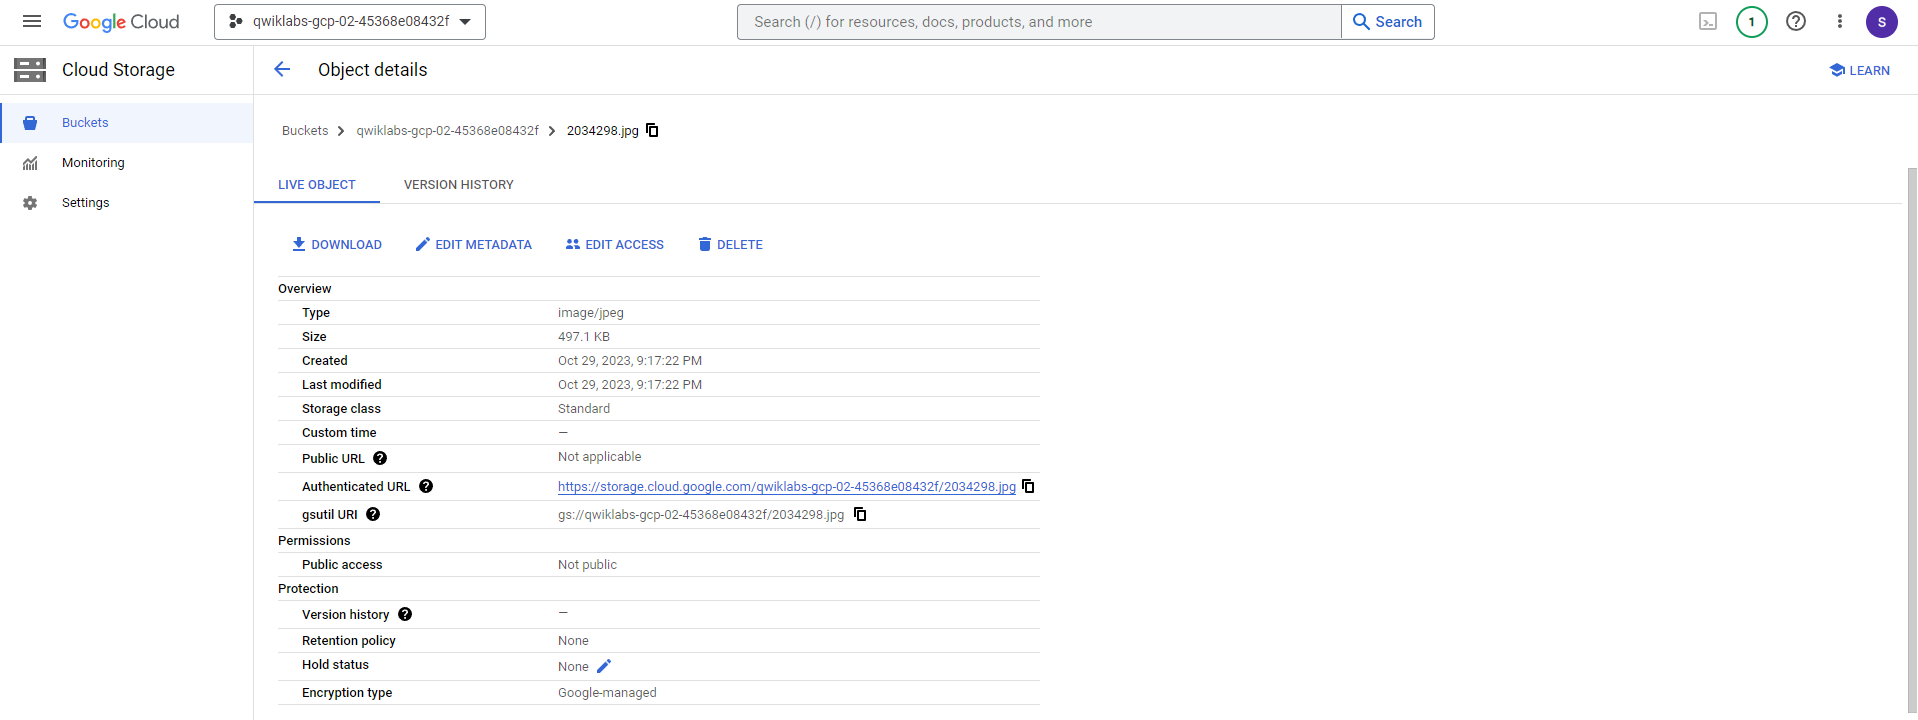 Google Cloud
qwiklabs-gcp-02-45368e08432f
Search (/) for resources, docs, products, and more
Search
1
S
Cloud Storage
Object details
LEARN
Buckets
Monitoring
Settings
Buckets
qwiklabs-gcp-02-45368e08432f
2034298.jpg
LIVE OBJECT
VERSION HISTORY
DOWNLOAD
EDIT METADATA
EDIT ACCESS
DELETE
Overview
Type image/jpeg
Size 497.1 KB
Created Oct 29, 2023, 9:17:22 PM
Last modified Oct 29, 2023, 9:17:22 PM
Storage class Standard
Custom time —
Public URL Not applicable
Authenticated URL https://storage.cloud.google.com/qwiklabs-gcp-02-45368e08432f/2034298.jpg
gsutil URI gs://qwiklabs-gcp-02-45368e08432f/2034298.jpg
Permissions
Public access Not public
Protection
Version history —
Retention policy None
Hold status None
Encryption type Google-managed